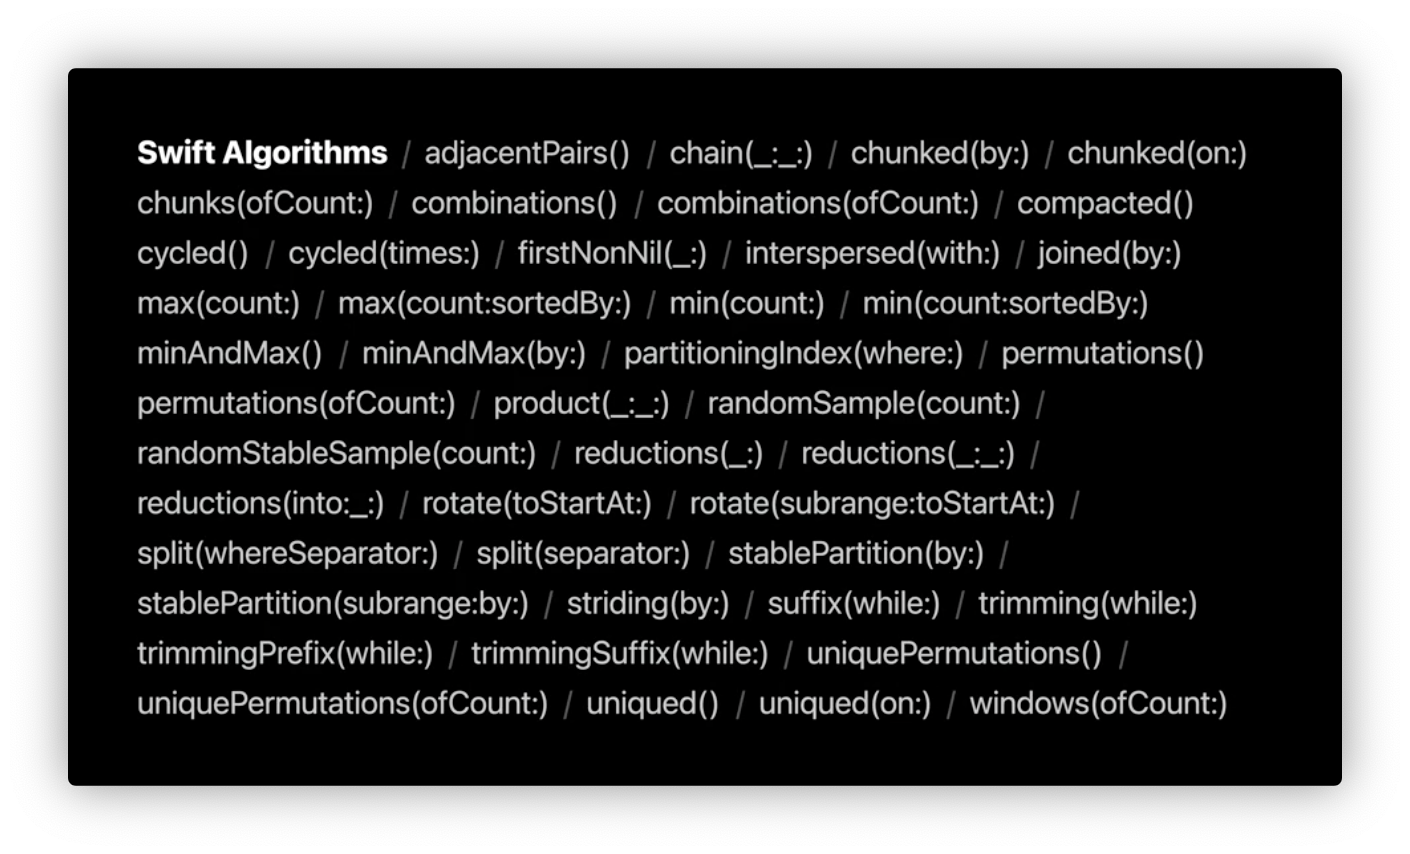 Swift Algorithms / adjacentPairs() / chain(_:_:) / chunked(by:) / chunked(on:)
chunks(ofCount:) / combinations() / combinations(ofCount:) / compacted()
cycled() / cycled(times:) / firstNonNil(_:) / interspersed(with:) / joined(by:)
max(count:) / max(count:sortedBy:) / min(count:) / min(count:sortedBy:)
minAndMax() / minAndMax(by:) / partitioningIndex(where:) / permutations()
permutations(ofCount:) / product(_:_:) / randomSample(count:) /
randomStableSample(count:) / reductions(_:) / reductions(_:_:) /
reductions(into:_:) / rotate(toStartAt:) / rotate(subrange:toStartAt:) /
split(whereSeparator:) / split(separator:) / stablePartition(by:) /
stablePartition(subrange:by:) / striding(by:) / suffix(while:) / trimming(while:)
trimmingPrefix(while:) / trimmingSuffix(while:) / uniquePermutations() /
uniquePermutations(ofCount:) / uniqued() / uniqued(on:) / windows(ofCount:)